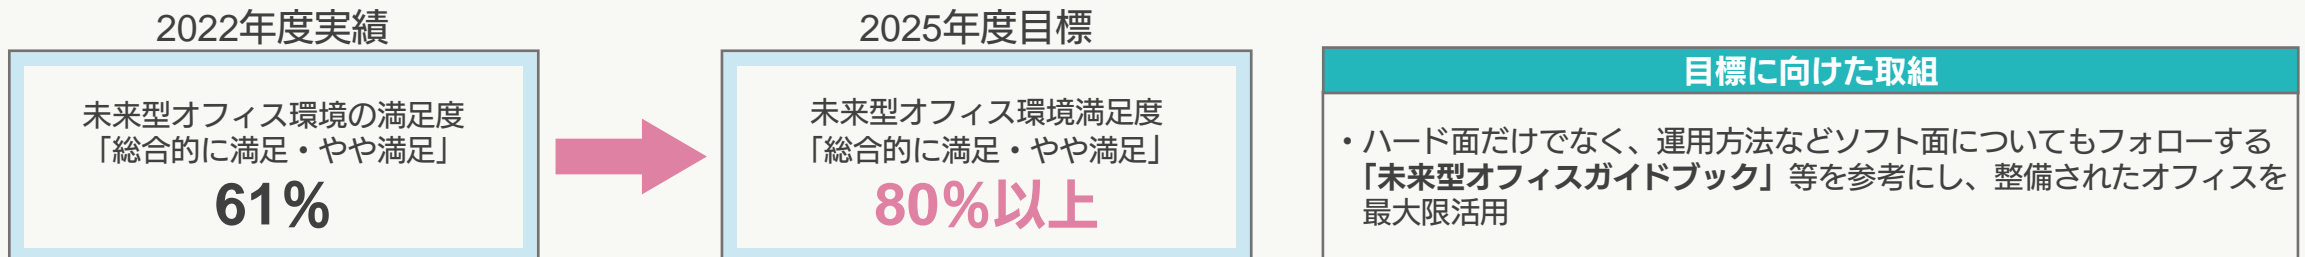 2022年度実績
未来型オフィス環境の満足度
「総合的に満足・やや満足」
61%
2025年度目標
未来型オフィス環境満足度
「総合的に満足・やや満足」
80%以上
目標に向けた取組
・ハード面だけでなく、運用方法などソフト面についてもフォローする
「未来型オフィスガイドブック」等を参考にし、整備されたオフィスを
最大限活用